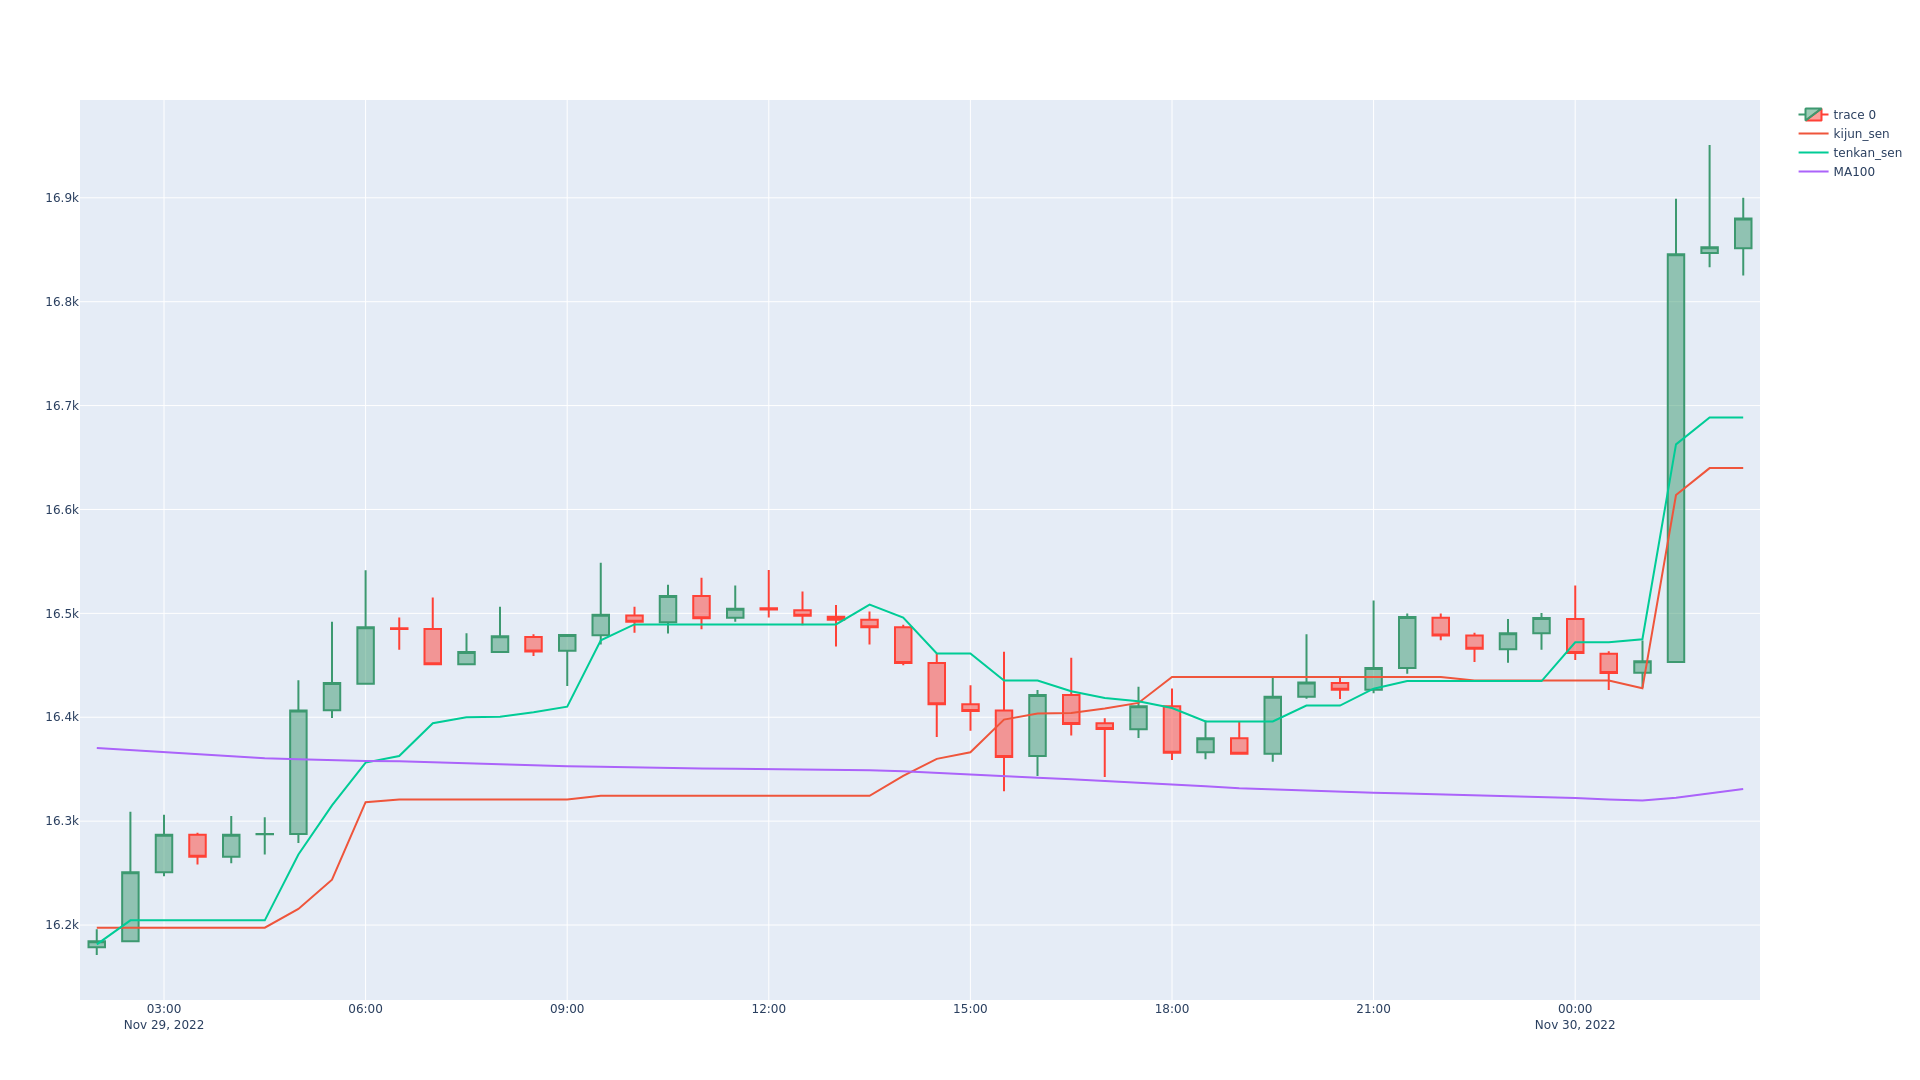 trace 0
kijun_sen
tenkan_sen
MA100
16.9k
16.8k
16.7k
16.6k
16.5k
16.4k
16.3k
16.2k
03:00 06:00 09:00 12:00 15:00 18:00 21:00 00:00
Nov 29, 2022 Nov 30, 2022